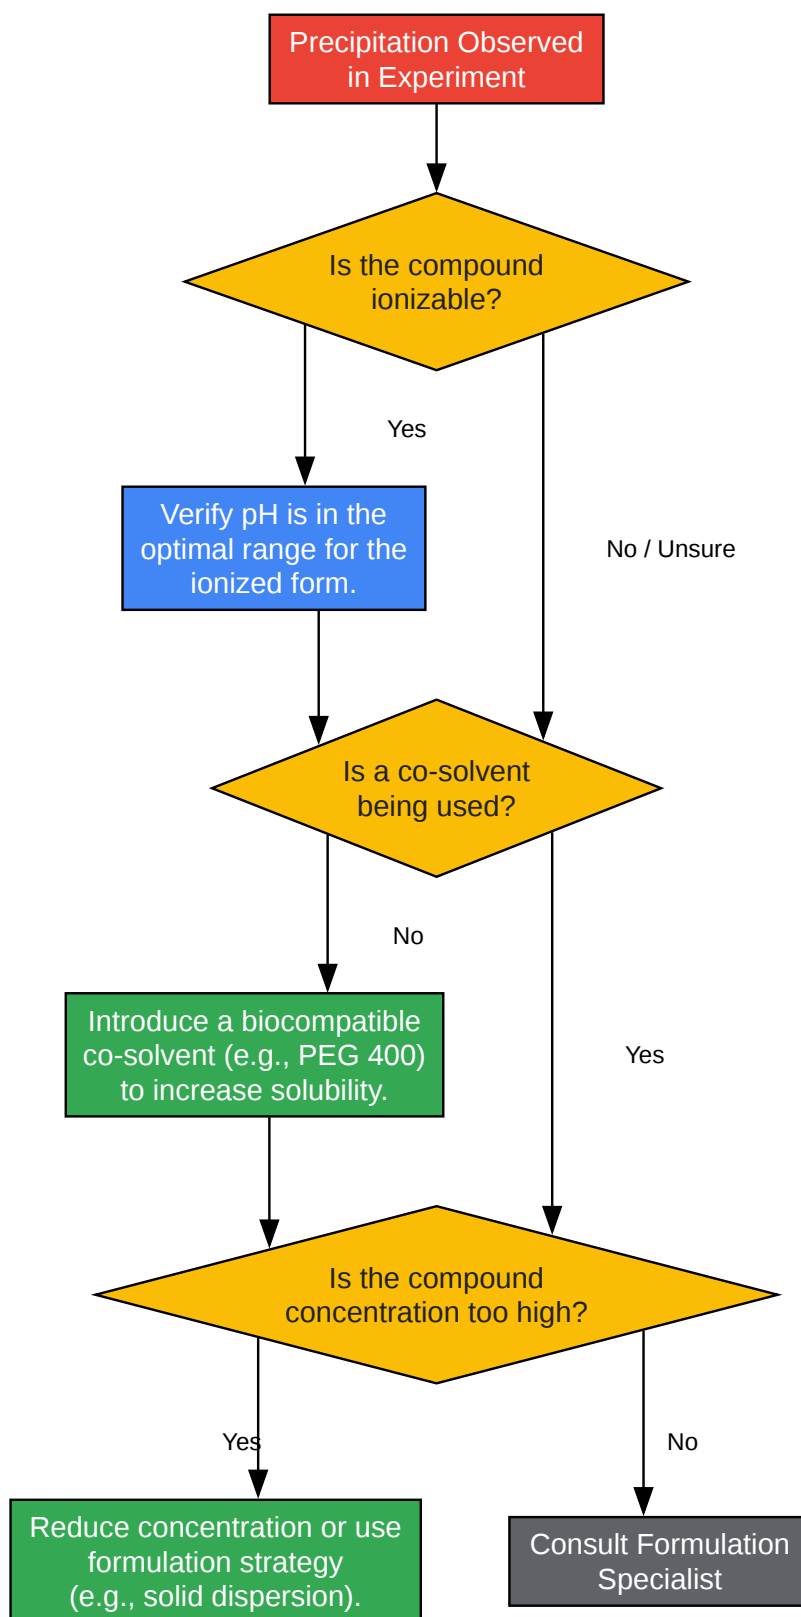 Precipitation Observed
in Experiment
Is the compound
ionizable?
Yes
Verify pH is in the
optimal range for the
ionized form.
No / Unsure
Is a co-solvent
being used?
No
Introduce a biocompatible
co-solvent (e.g., PEG 400)
to increase solubility.
Yes
Is the compound
concentration too high?
Yes
No
Reduce concentration or use
formulation strategy
(e.g., solid dispersion).
Consult Formulation
Specialist